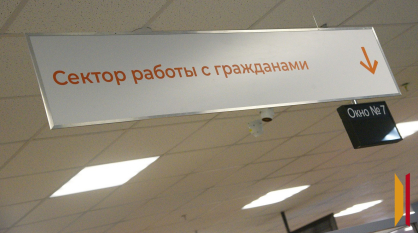 Сектор работы с гражданами
Окно № 7